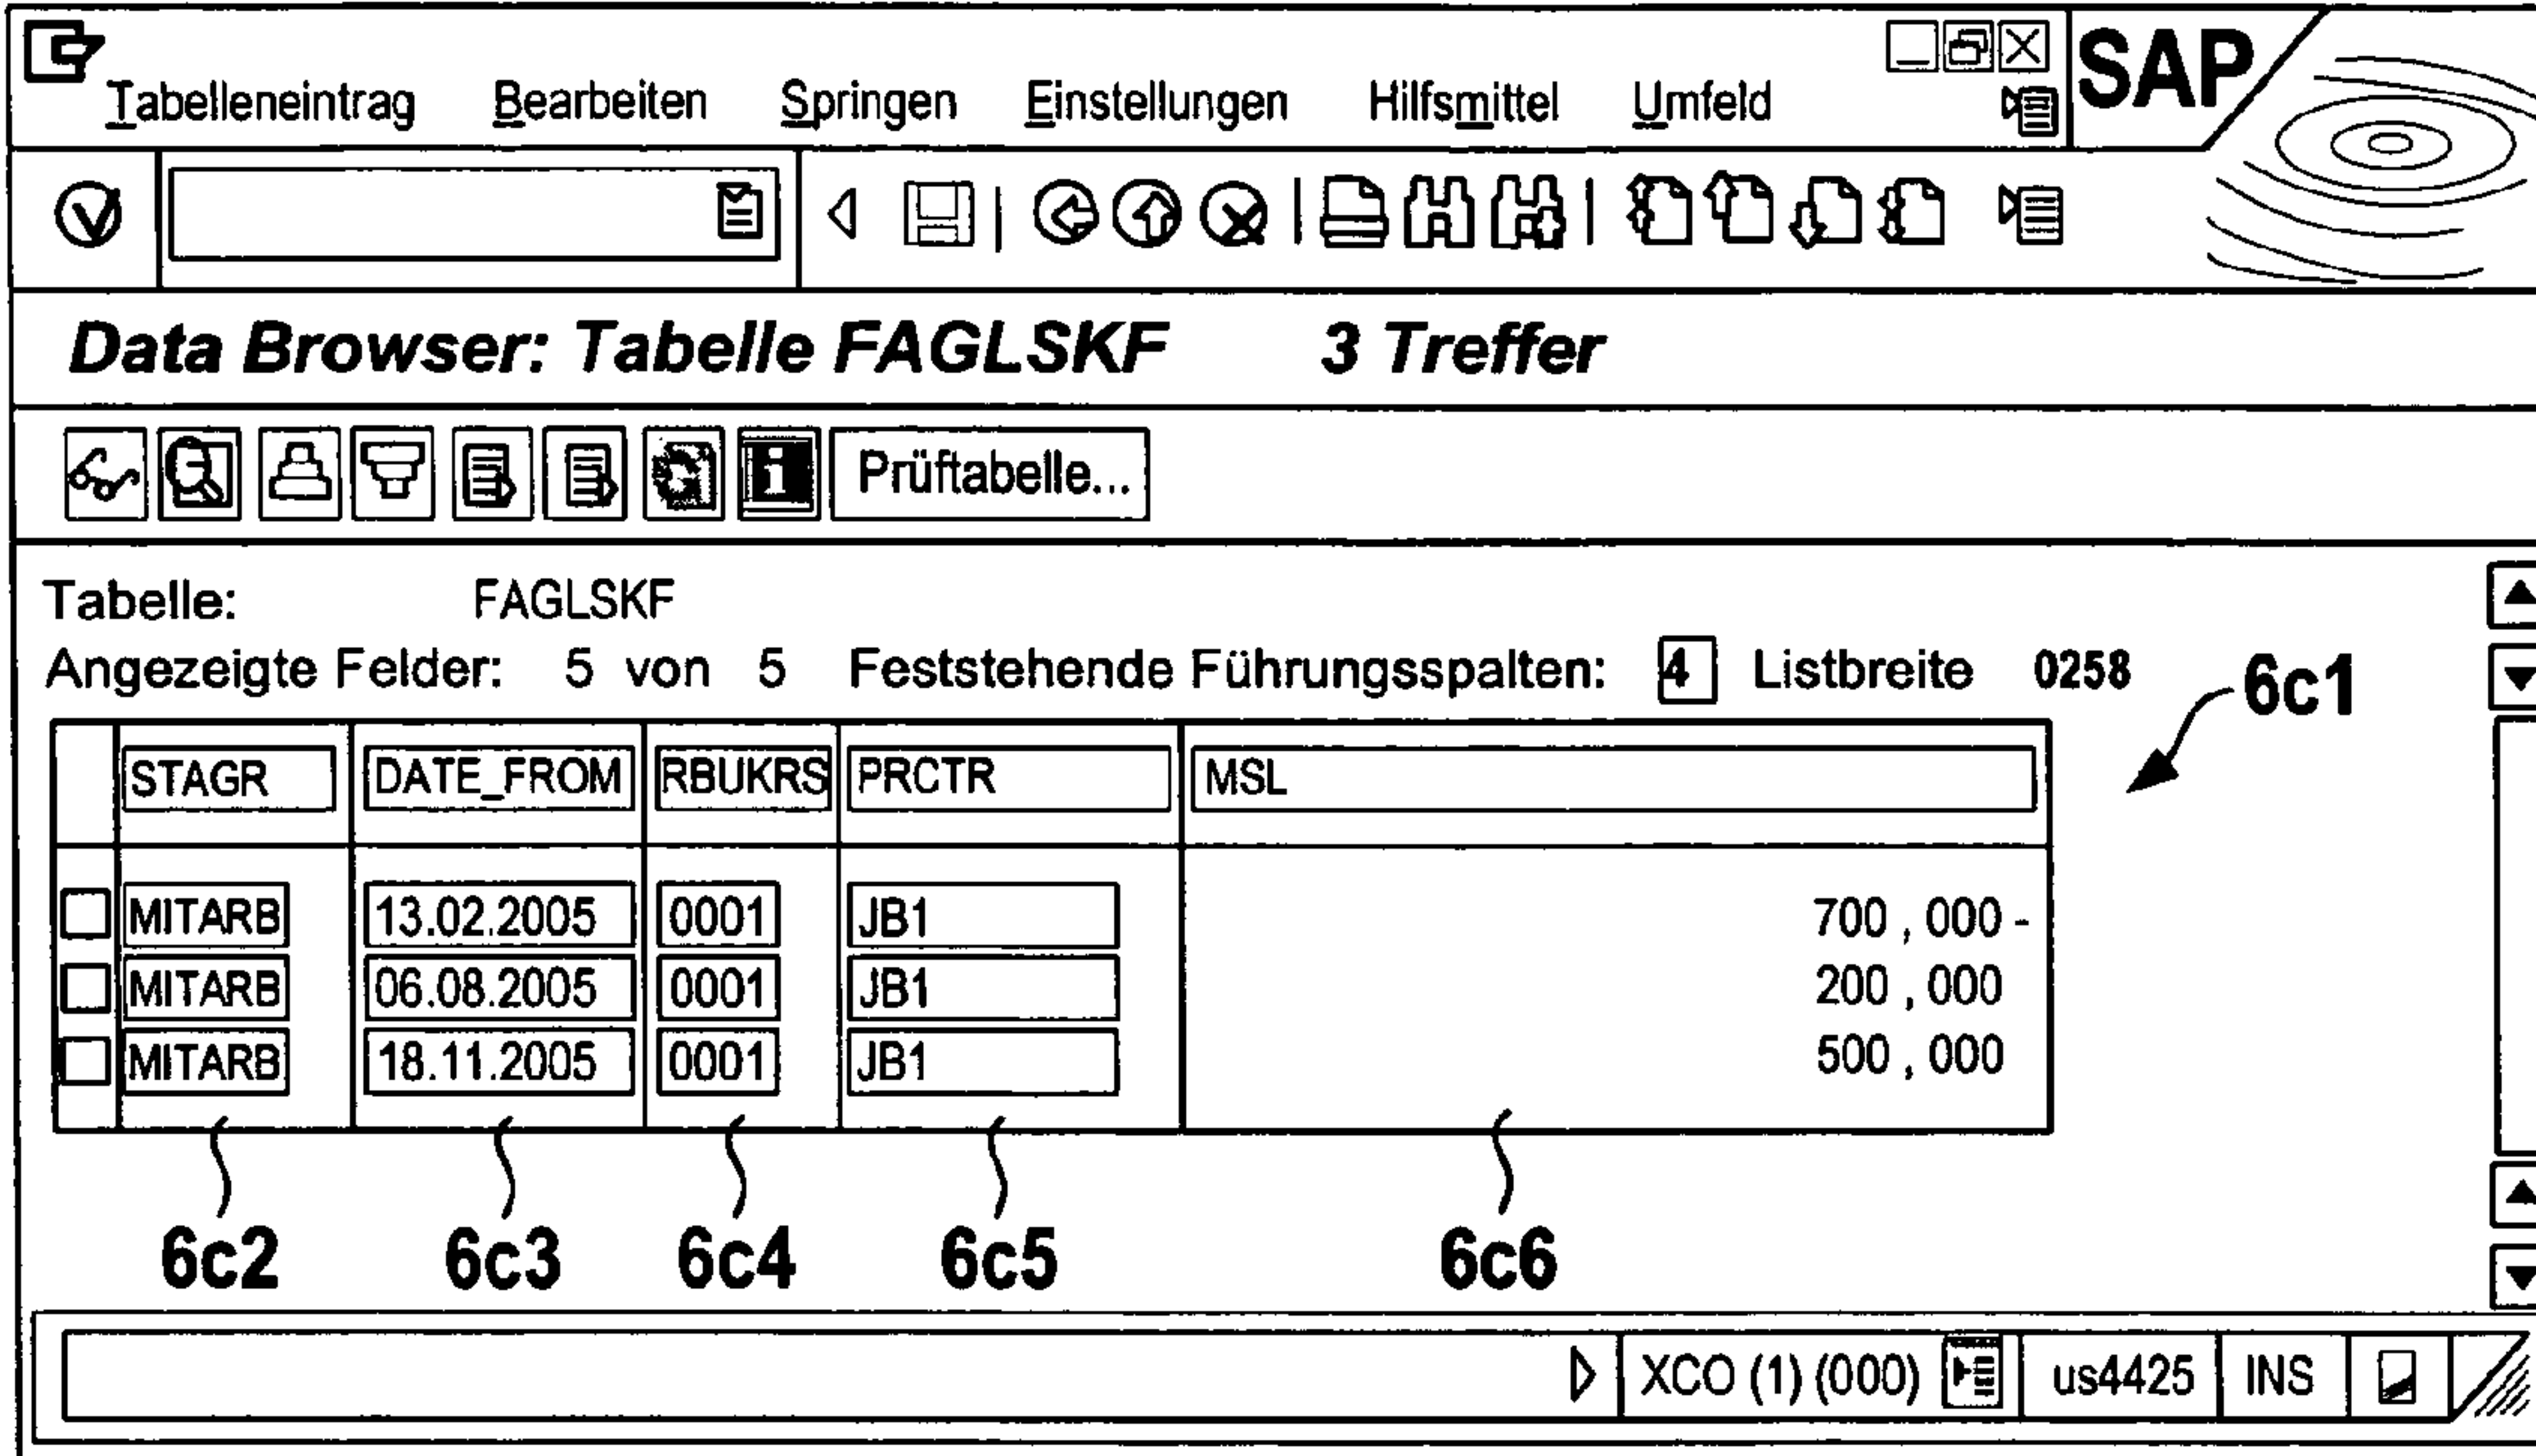 SAP
Tabelleneintrag Bearbeiten Springen Einstellungen Hilfsmittel Umfeld
Data Browser: Tabelle FAGLSKF 3 Treffer
i Prüftabelle...
Tabelle: FAGLSKF
Angezeigte Felder: 5 von 5 Feststehende Führungsspalten: 4 Listbreite 0258
6c1
STAGR DATE_FROM RBUKRS PRCTR MSL
MITARB 13.02.2005 0001 JB1 700 , 000 -
MITARB 06.08.2005 0001 JB1 200 , 000
MITARB 18.11.2005 0001 JB1 500 , 000
6c2 6c3 6c4 6c5 6c6
XCO (1) (000) us4425 INS